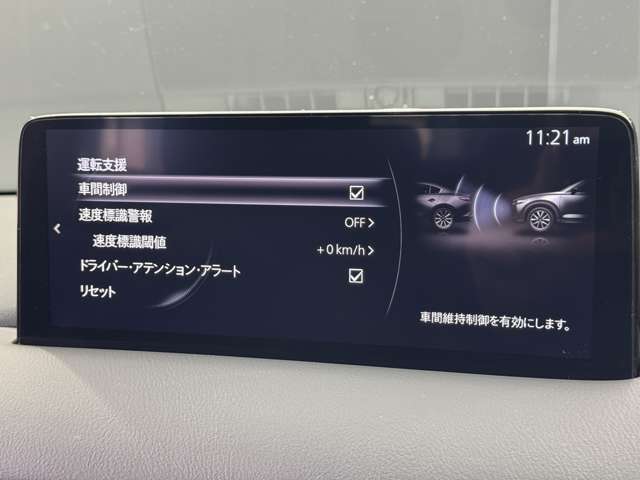 11:21 am
運転支援
車間制御
速度標識警報 OFF
速度標識閾値 +0 km/h
ドライバー・アテンション・アラート
リセット
車間維持制御を有効にします。